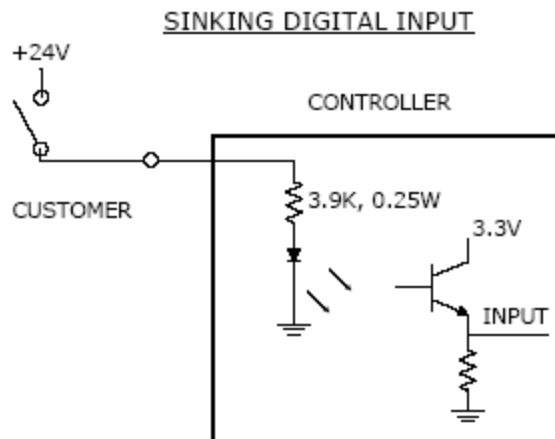 SINKING DIGITAL INPUT
+24V
CONTROLLER
CUSTOMER
3.9K, 0.25W
3.3V
INPUT